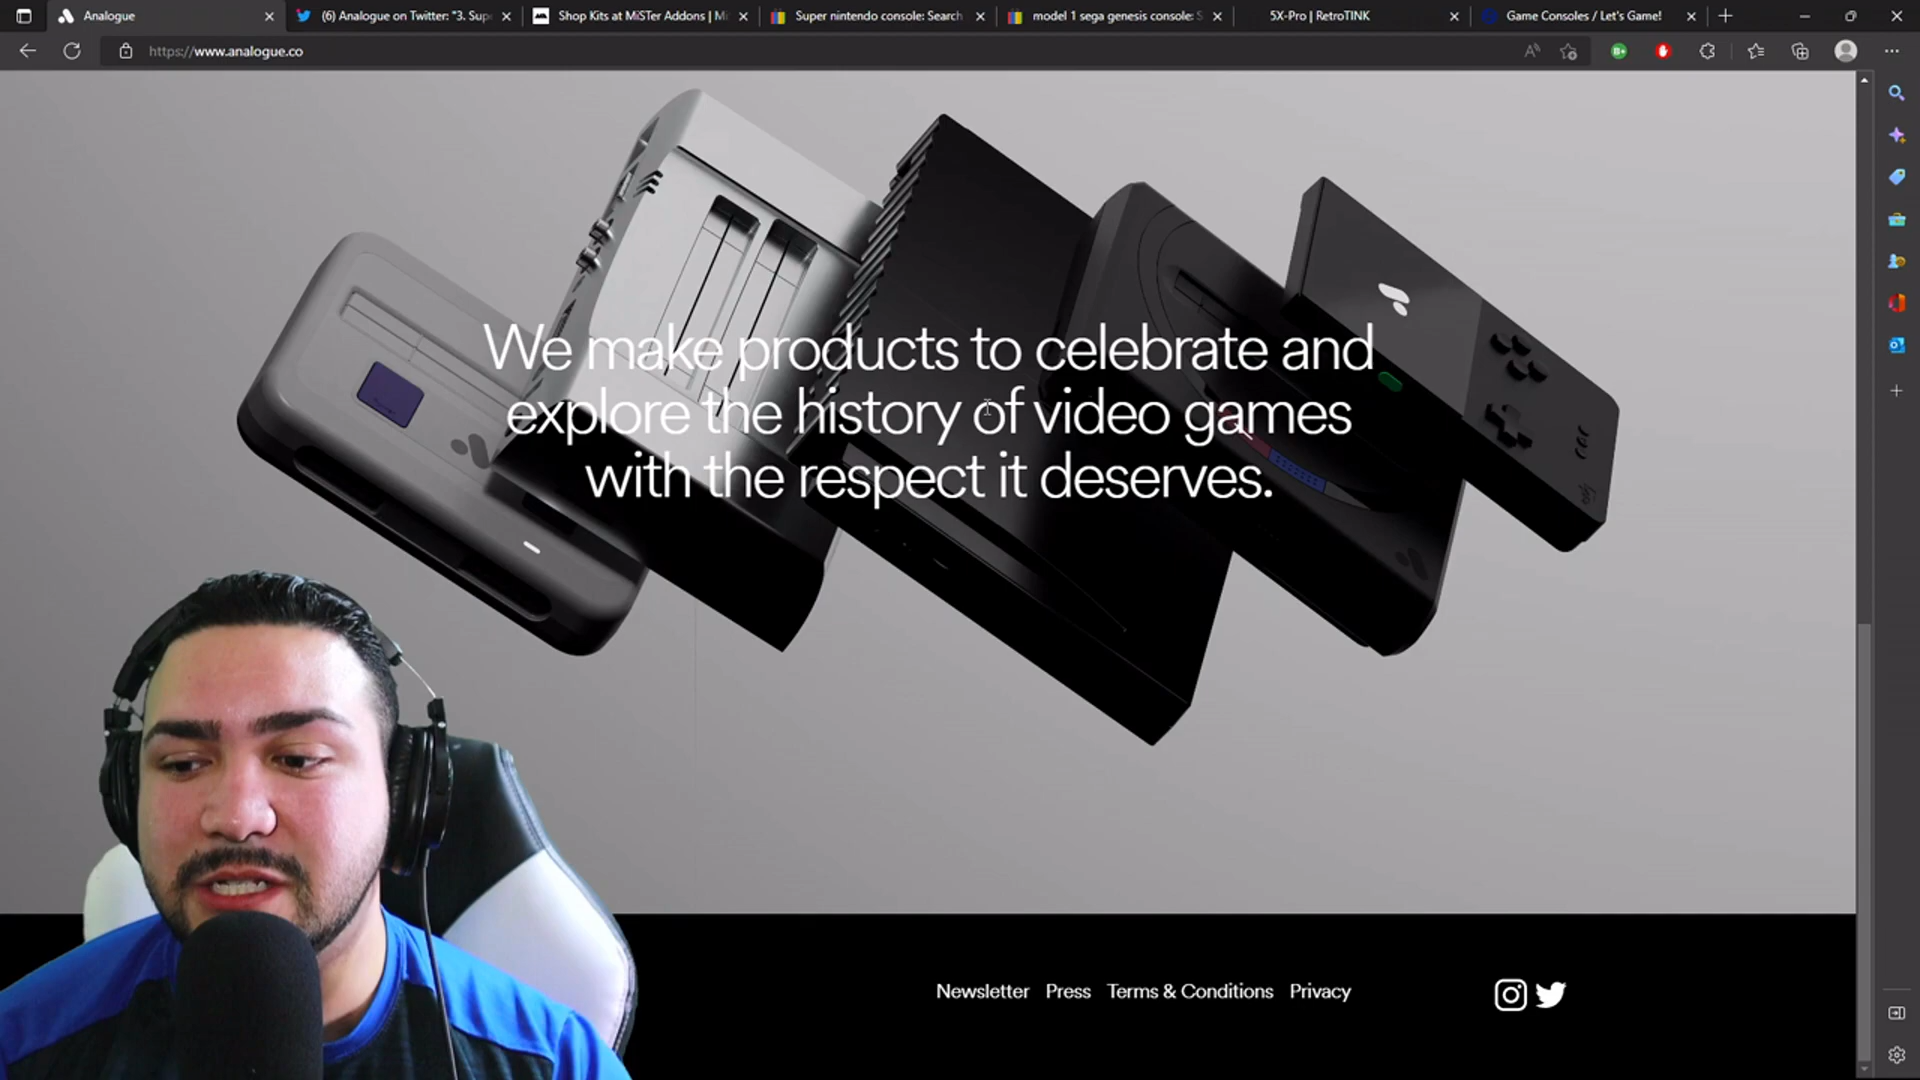 Analogue
(6) Analogue on Twitter: "3. Sup
Shop Kits at MiSTer Addons | Mi
Super nintendo console: Search
model 1 sega genesis console: S
5X-Pro | RetroTINK
Game Consoles / Let's Game!
https://www.analogue.co
We make products to celebrate and
explore the history of video games
with the respect it deserves.
Newsletter Press Terms & Conditions Privacy